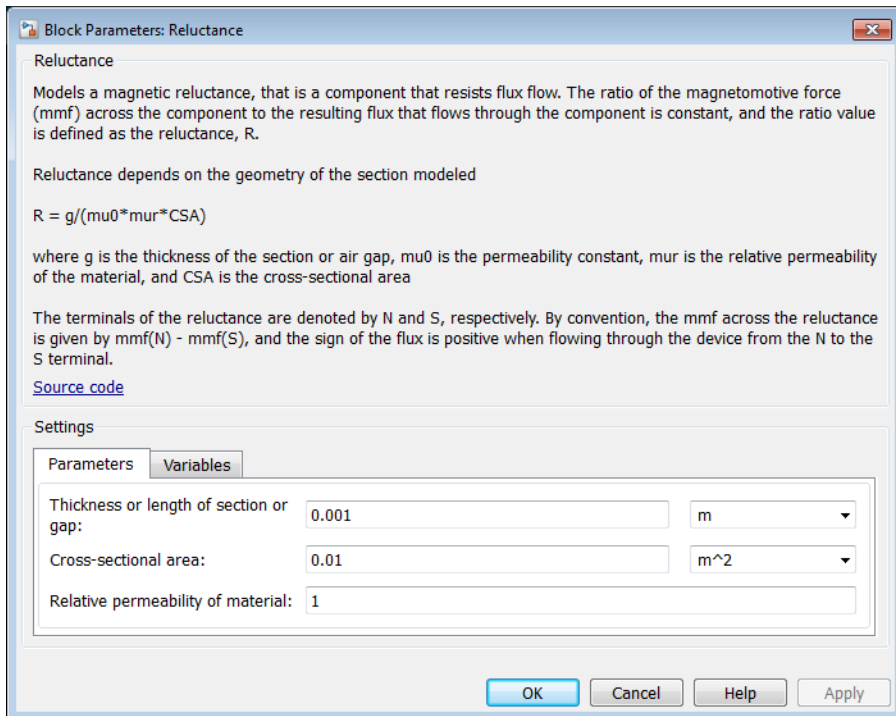 Block Parameters: Reluctance
Reluctance
Models a magnetic reluctance, that is a component that resists flux flow. The ratio of the magnetomotive force
(mmf) across the component to the resulting flux that flows through the component is constant, and the ratio value
is defined as the reluctance, R.
Reluctance depends on the geometry of the section modeled
R = g/(mu0*mur*CSA)
where g is the thickness of the section or air gap, mu0 is the permeability constant, mur is the relative permeability
of the material, and CSA is the cross-sectional area
The terminals of the reluctance are denoted by N and S, respectively. By convention, the mmf across the reluctance
is given by mmf(N) - mmf(S), and the sign of the flux is positive when flowing through the device from the N to the
S terminal.
Source code
Settings
Parameters Variables
Thickness or length of section or
gap: 0.001 m
Cross-sectional area: 0.01 m^2
Relative permeability of material: 1
OK Cancel Help Apply